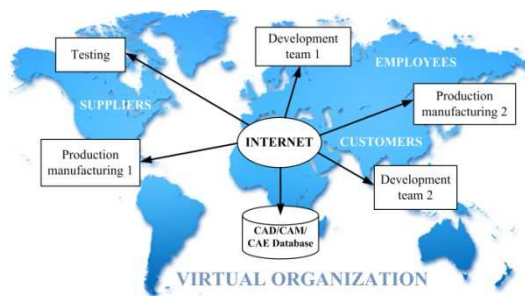 Testing
Development
team 1
EMPLOYEES
SUPPLIERS
Production
manufacturing 2
INTERNET
CUSTOMERS
Production
manufacturing 1
Development
team 2
CAD/CAM/
CAE Database
VIRTUAL ORGANIZATION